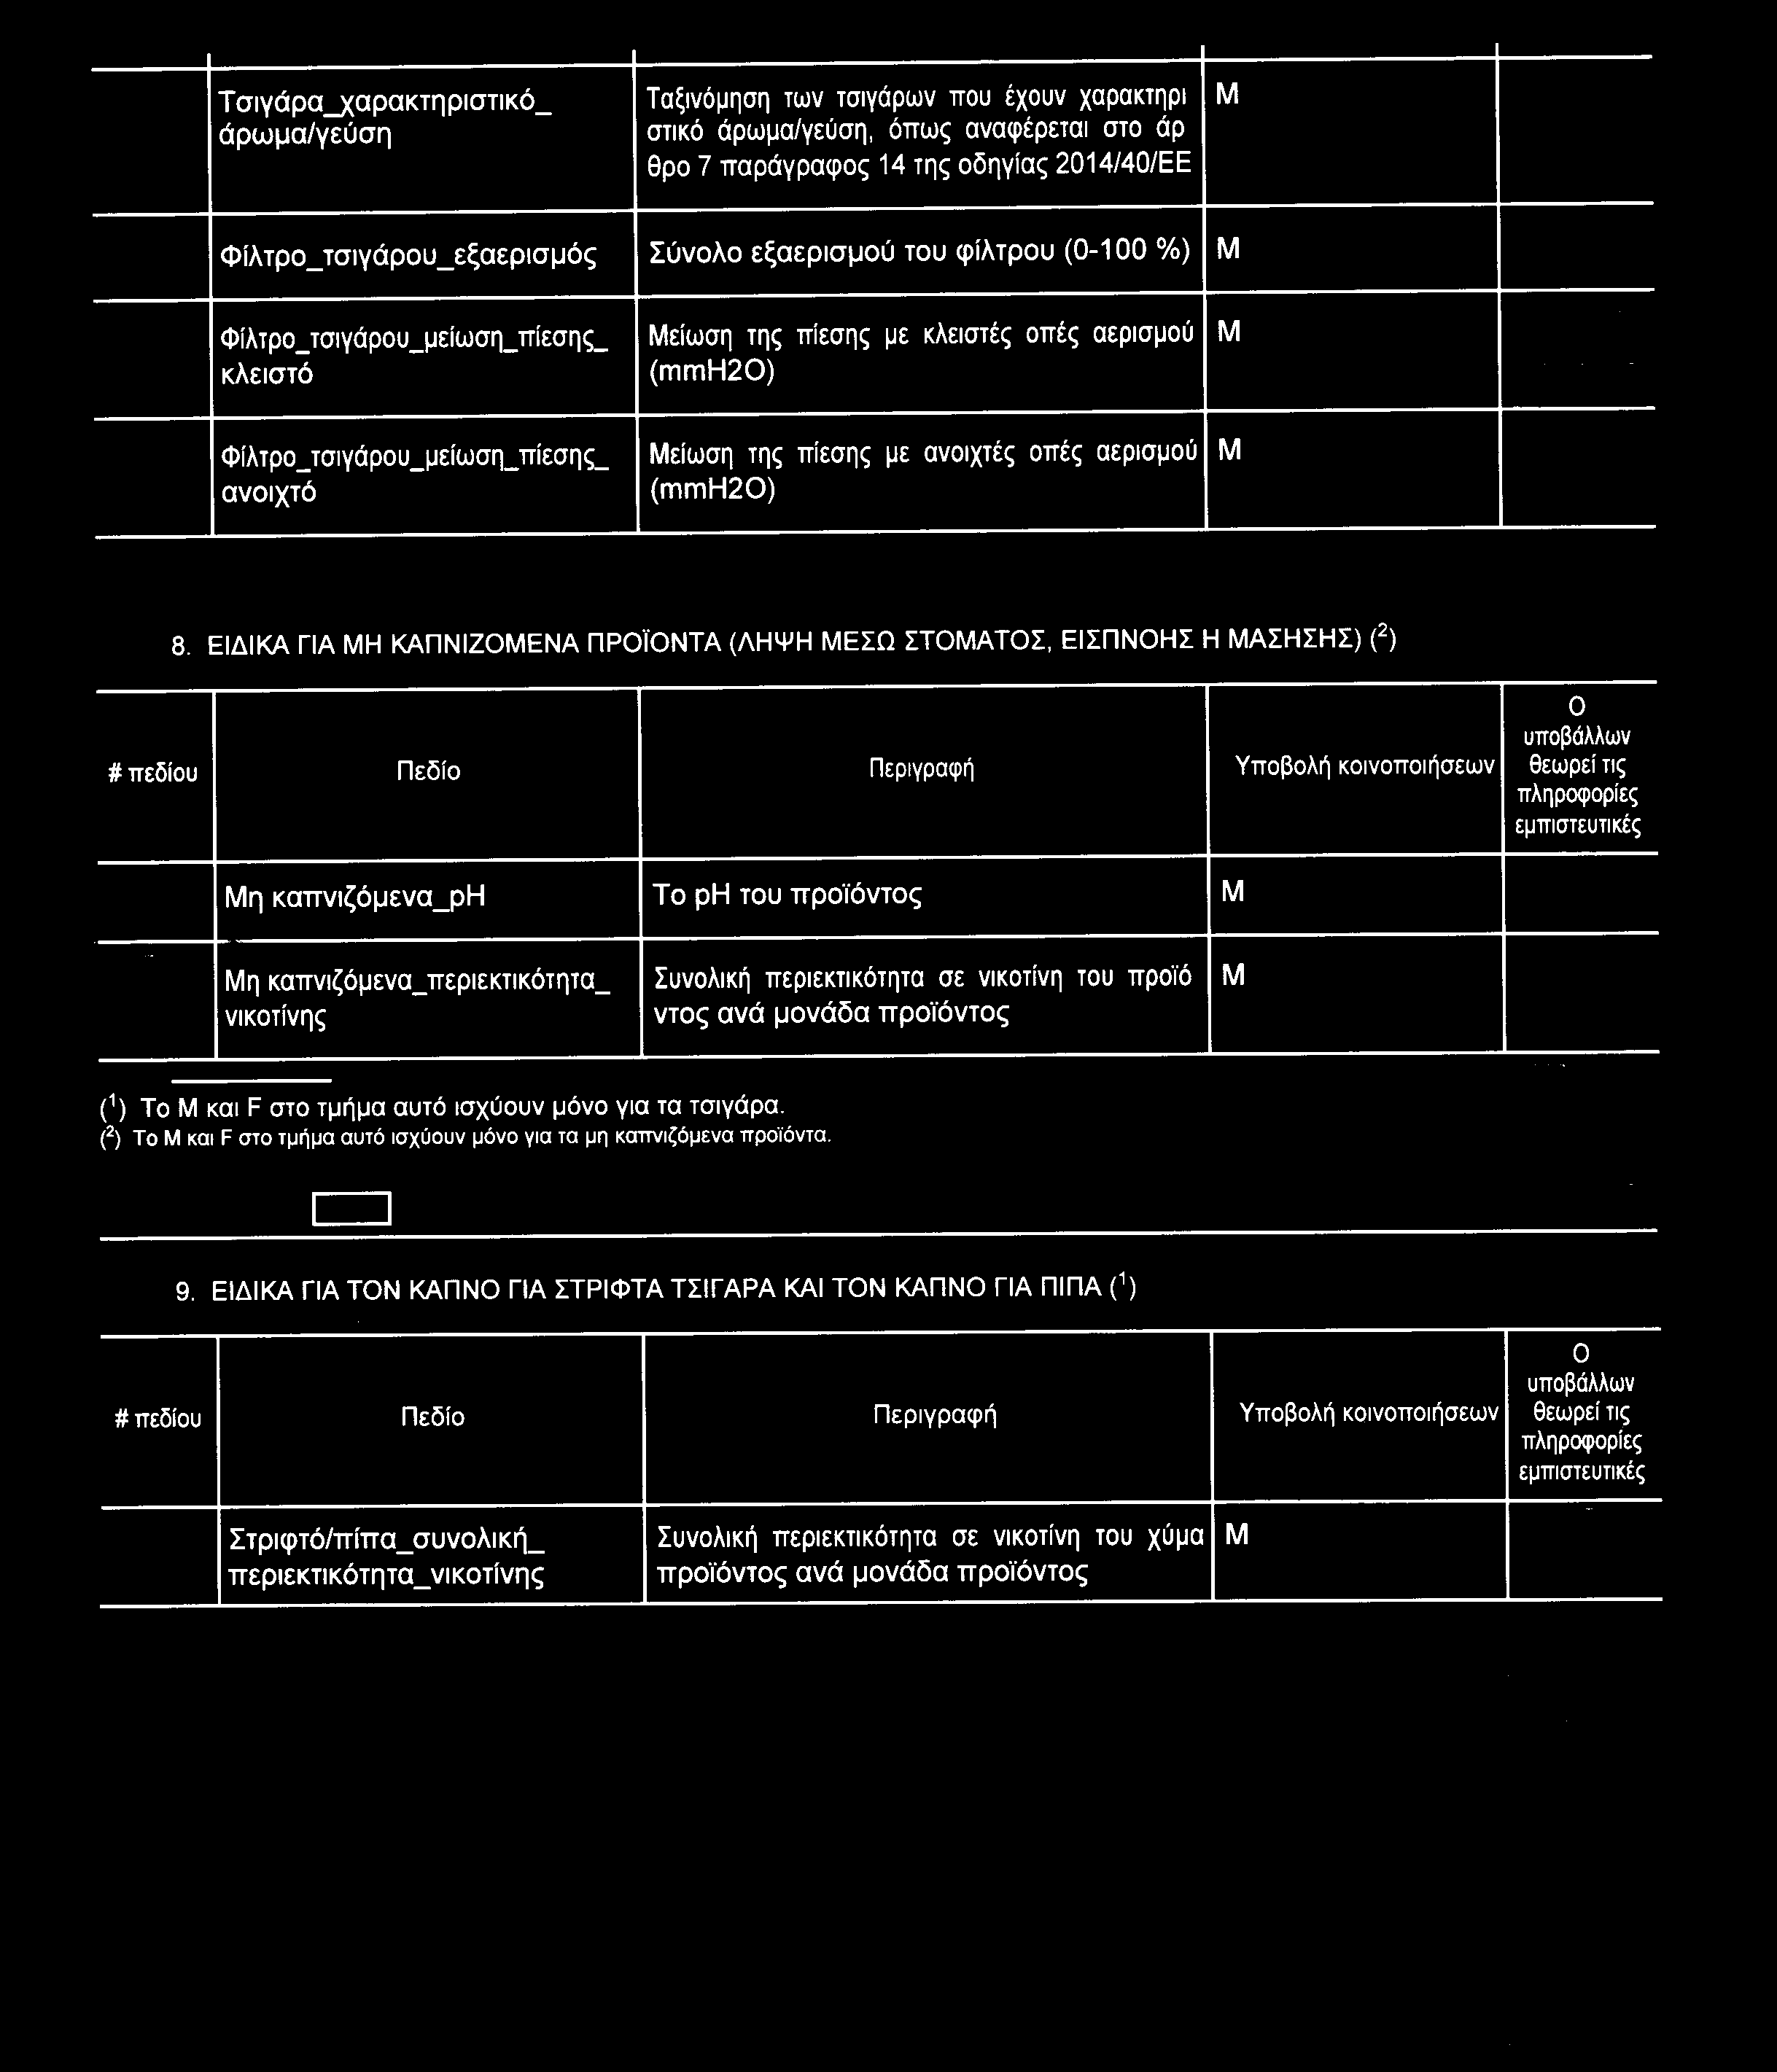 Τσιγάρα_χαρακτηριστικό_
άρωμα/γεύση
Ταξινόμηση των τσιγάρων που έχουν χαρακτηρι
στικό άρωμα/γεύση, όπως αναφέρεται στο άρ
θρο 7 παράγραφος 14 της οδηγίας 2014/40/ΕΕ
Μ
Φίλτρο_τσιγάρου_εξαερισμός
Σύνολο εξαερισμού του φίλτρου (0-100 %)
Μ
Φίλτρο_τσιγάρου_μείωση_πίεσης_
κλειστό
Μείωση της πίεσης με κλειστές οπές αερισμού
(mmH2O)
Μ
Φίλτρο_τσιγάρου_μείωση_πίεσης_
ανοιχτό
Μείωση της πίεσης με ανοιχτές οπές αερισμού
(mmH2O)
Μ
8. ΕΙΔΙΚΑ ΓΙΑ ΜΗ ΚΑΠΝΙΖΟΜΕΝΑ ΠΡΟΪΟΝΤΑ (ΛΗΨΗ ΜΕΣΩ ΣΤΟΜΑΤΟΣ, ΕΙΣΠΝΟΗΣ Η ΜΑΣΗΣΗΣ) (²)
# πεδίου
Πεδίο
Περιγραφή
Υποβολή κοινοποιήσεων
Ο
υποβάλλων
θεωρεί τις
πληροφορίες
εμπιστευτικές
Μη καπνιζόμενα_pH
Το pH του προϊόντος
Μ
Μη καπνιζόμενα_περιεκτικότητα_
νικοτίνης
Συνολική περιεκτικότητα σε νικοτίνη του προϊό
ντος ανά μονάδα προϊόντος
Μ
(¹) Το Μ και F στο τμήμα αυτό ισχύουν μόνο για τα τσιγάρα.
(²) Το Μ και F στο τμήμα αυτό ισχύουν μόνο για τα μη καπνιζόμενα προϊόντα.
9. ΕΙΔΙΚΑ ΓΙΑ ΤΟΝ ΚΑΠΝΟ ΓΙΑ ΣΤΡΙΦΤΑ ΤΣΙΓΑΡΑ ΚΑΙ ΤΟΝ ΚΑΠΝΟ ΓΙΑ ΠΙΠΑ (¹)
# πεδίου
Πεδίο
Περιγραφή
Υποβολή κοινοποιήσεων
Ο
υποβάλλων
θεωρεί τις
πληροφορίες
εμπιστευτικές
Στριφτό/πίπα_συνολική_
περιεκτικότητα_νικοτίνης
Συνολική περιεκτικότητα σε νικοτίνη του χύμα
προϊόντος ανά μονάδα προϊόντος
Μ